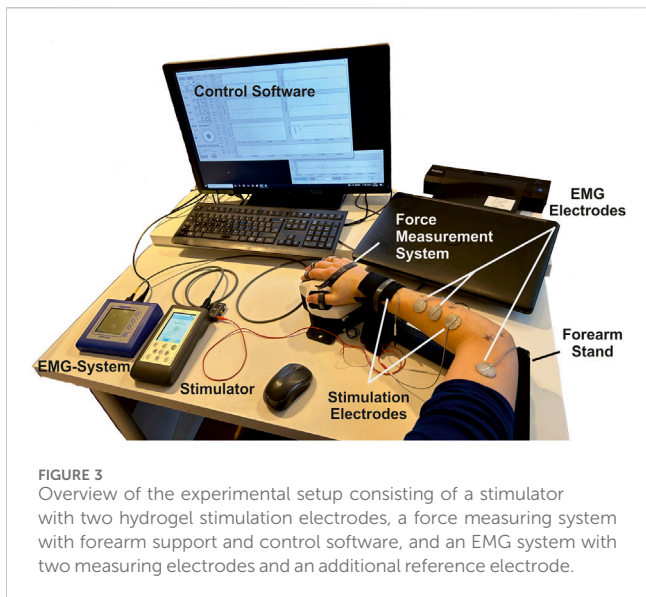 Control Software
EMG
Electrodes
Force
Measurement
System
Forearm
Stand
EMG-System
Stimulator
Stimulation
Electrodes
FIGURE 3
Overview of the experimental setup consisting of a stimulator
with two hydrogel stimulation electrodes, a force measuring system
with forearm support and control software, and an EMG system with
two measuring electrodes and an additional reference electrode.